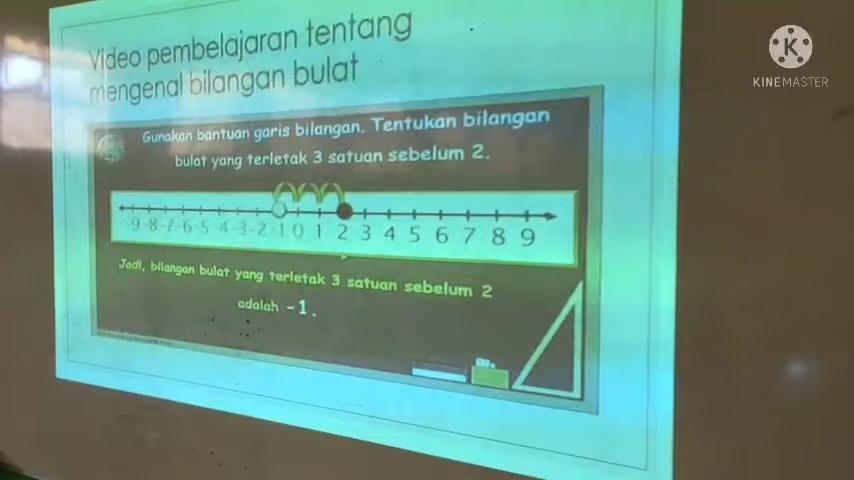 Video pembelajaran tentang
mengenal bilangan bulat
Gunakan bantuan garis bilangan. Tentukan bilangan
bulat yang terletak 3 satuan sebelum 2.
-9 -8 -7 -6 -5 -4 -3 -2 -1 0 1 2 3 4 5 6 7 8 9
Jadi, bilangan bulat yang terletak 3 satuan sebelum 2
adalah -1.
K
KINEMASTER